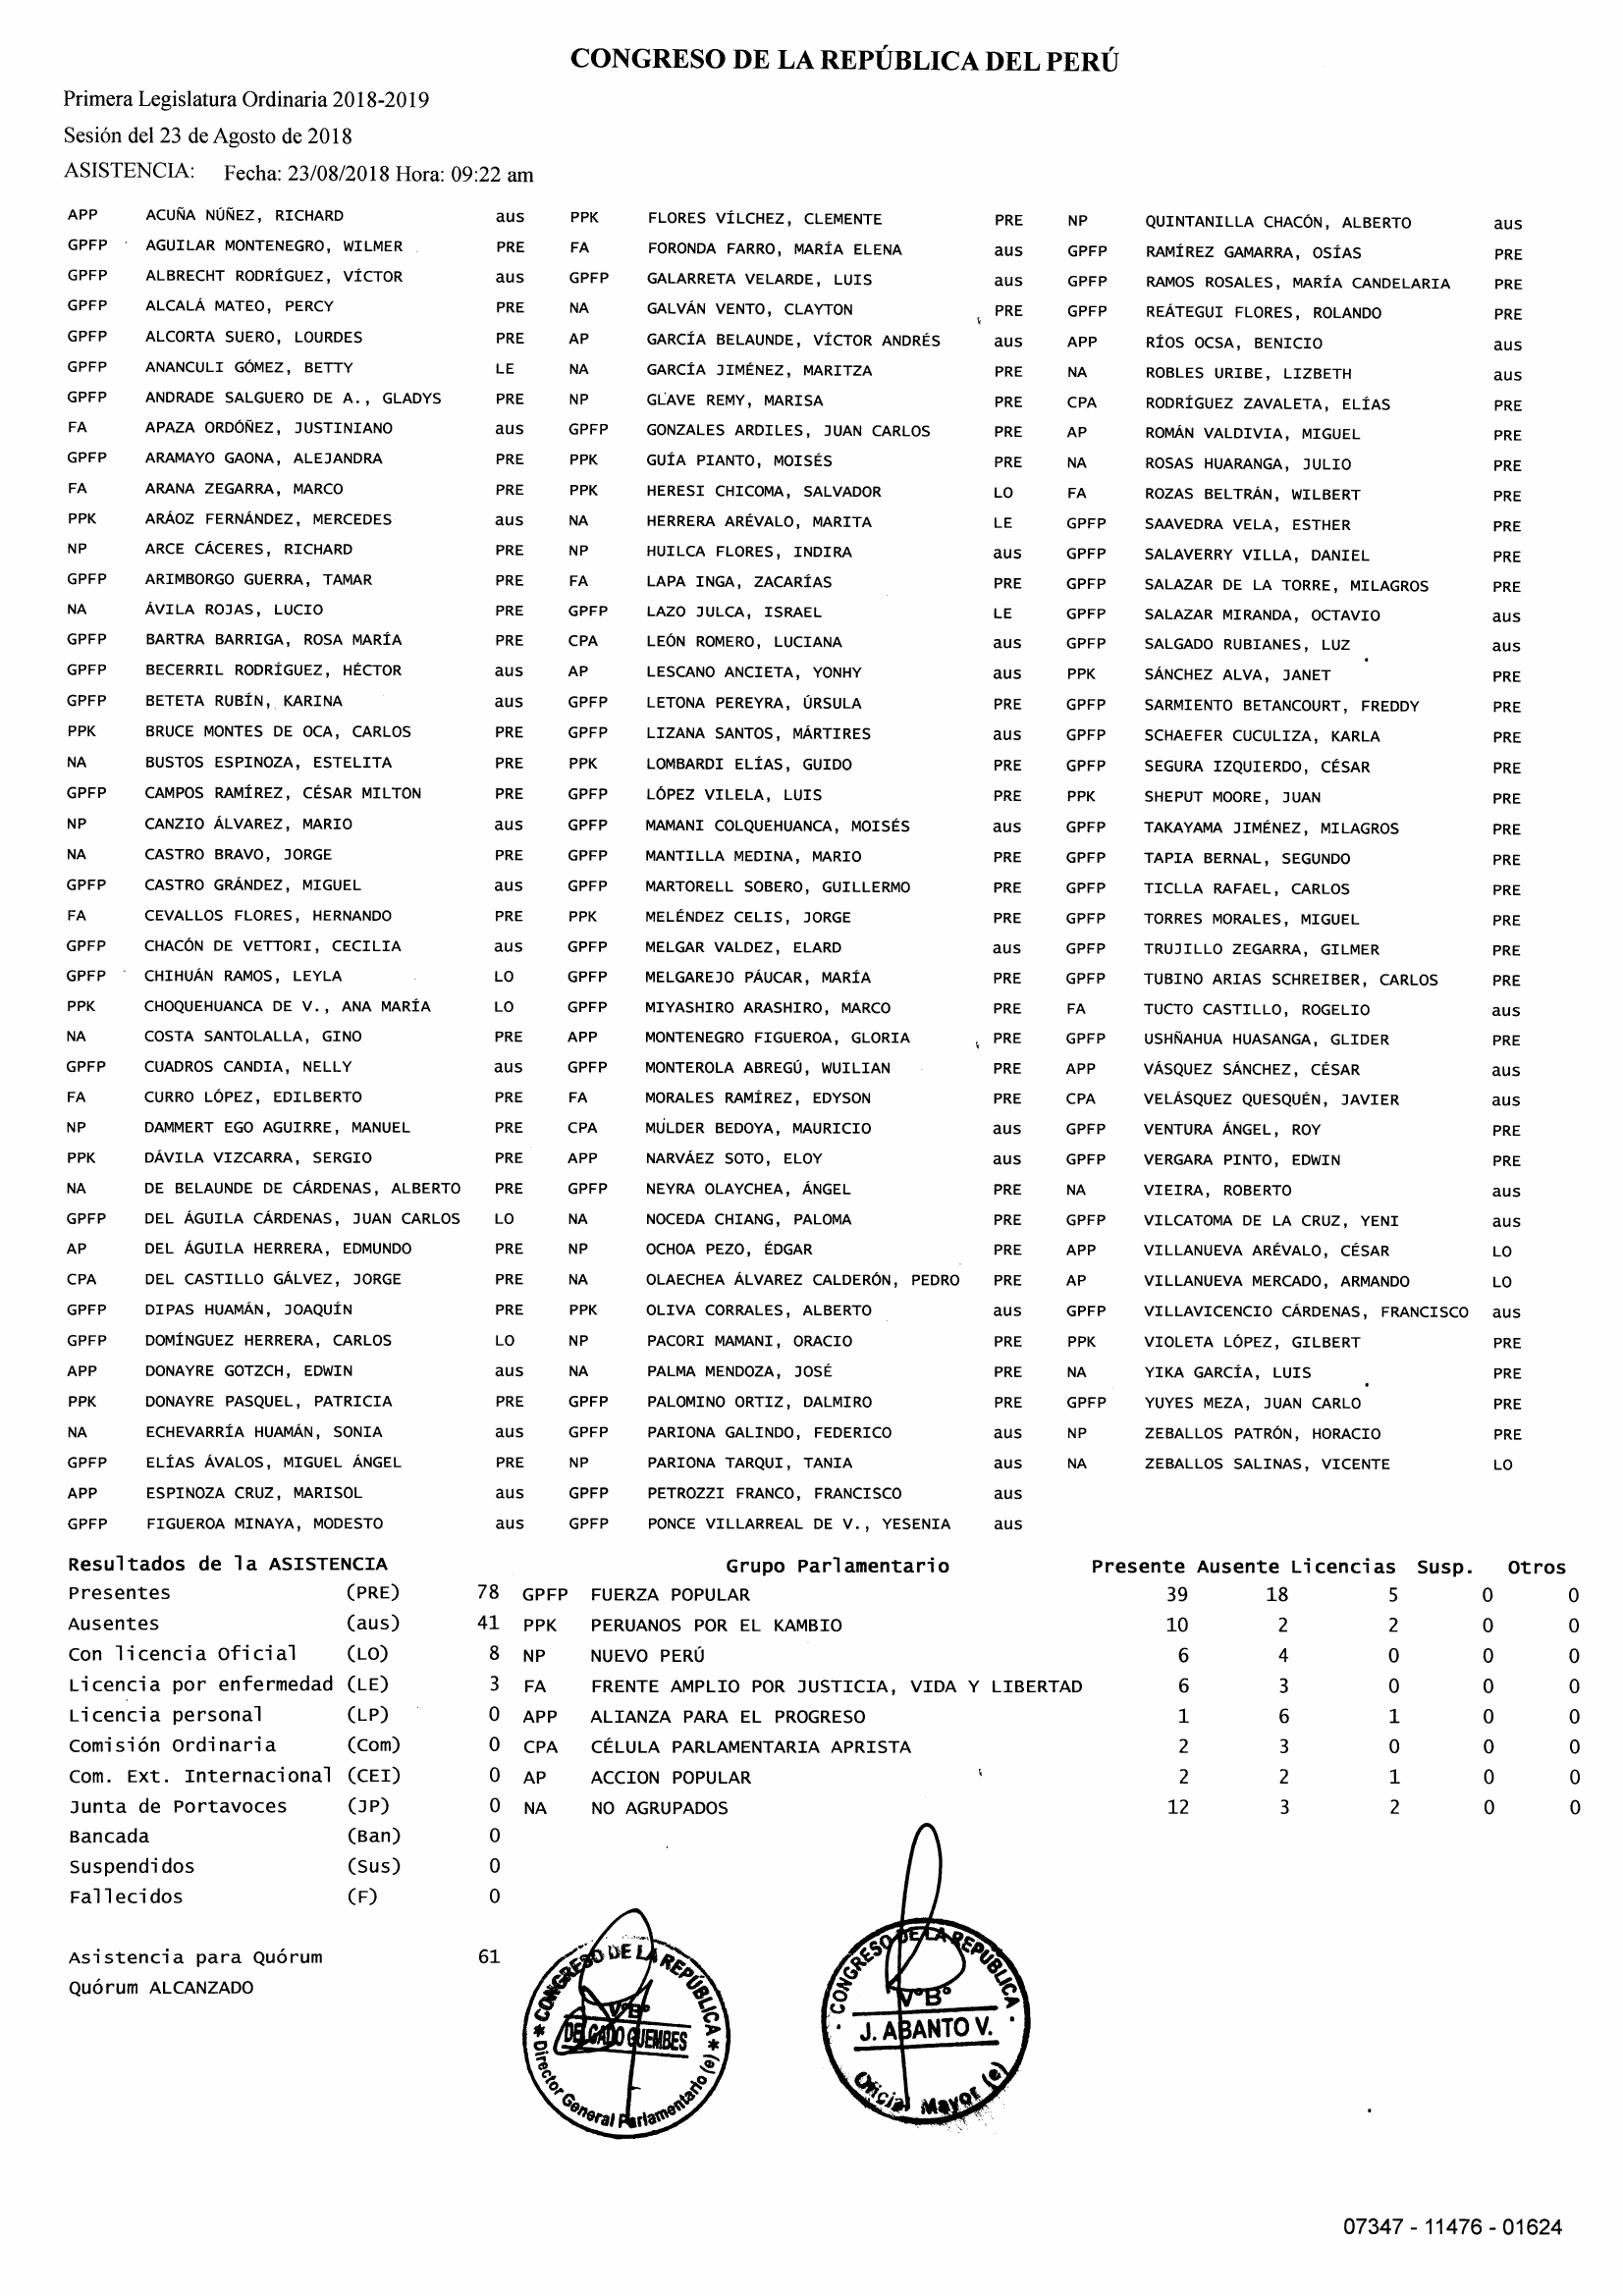 CONGRESO DE LA REPÚBLICA DEL PERÚ
Primera Legislatura Ordinaria 2018-2019
Sesión del 23 de Agosto de 2018
ASISTENCIA: Fecha: 23/08/2018 Hora: 09:22 am
APP ACUÑA NÚÑEZ, RICHARD aus PPK FLORES VÍLCHEZ, CLEMENTE PRE NP QUINTANILLA CHACÓN, ALBERTO aus
GPFP AGUILAR MONTENEGRO, WILMER PRE FA FORONDA FARRO, MARÍA ELENA aus GPFP RAMÍREZ GAMARRA, OSÍAS PRE
GPFP ALBRECHT RODRÍGUEZ, VÍCTOR aus GPFP GALARRETA VELARDE, LUIS aus GPFP RAMOS ROSALES, MARÍA CANDELARIA PRE
GPFP ALCALÁ MATEO, PERCY PRE NA GALVÁN VENTO, CLAYTON PRE GPFP REÁTEGUI FLORES, ROLANDO PRE
GPFP ALCORTA SUERO, LOURDES PRE AP GARCÍA BELAUNDE, VÍCTOR ANDRÉS aus APP RÍOS OCSA, BENICIO aus
GPFP ANANCULI GÓMEZ, BETTY LE NA GARCÍA JIMÉNEZ, MARITZA PRE NA ROBLES URIBE, LIZBETH aus
GPFP ANDRADE SALGUERO DE A., GLADYS PRE NP GLAVE REMY, MARISA PRE CPA RODRÍGUEZ ZAVALETA, ELÍAS PRE
FA APAZA ORDÓÑEZ, JUSTINIANO aus GPFP GONZALES ARDILES, JUAN CARLOS PRE AP ROMÁN VALDIVIA, MIGUEL PRE
GPFP ARAMAYO GAONA, ALEJANDRA PRE PPK GUÍA PIANTO, MOISÉS PRE NA ROSAS HUARANGA, JULIO PRE
FA ARANA ZEGARRA, MARCO PRE PPK HERESI CHICOMA, SALVADOR LO FA ROZAS BELTRÁN, WILBERT PRE
PPK ARÁOZ FERNÁNDEZ, MERCEDES aus NA HERRERA ARÉVALO, MARITA LE GPFP SAAVEDRA VELA, ESTHER PRE
NP ARCE CÁCERES, RICHARD PRE NP HUILCA FLORES, INDIRA aus GPFP SALAVERRY VILLA, DANIEL PRE
GPFP ARIMBORGO GUERRA, TAMAR PRE FA LAPA INGA, ZACARÍAS PRE GPFP SALAZAR DE LA TORRE, MILAGROS PRE
NA ÁVILA ROJAS, LUCIO PRE GPFP LAZO JULCA, ISRAEL LE GPFP SALAZAR MIRANDA, OCTAVIO aus
GPFP BARTRA BARRIGA, ROSA MARÍA PRE CPA LEÓN ROMERO, LUCIANA aus GPFP SALGADO RUBIANES, LUZ aus
GPFP BECERRIL RODRÍGUEZ, HÉCTOR aus AP LESCANO ANCIETA, YONHY aus PPK SÁNCHEZ ALVA, JANET PRE
GPFP BETETA RUBÍN, KARINA aus GPFP LETONA PEREYRA, ÚRSULA PRE GPFP SARMIENTO BETANCOURT, FREDDY PRE
PPK BRUCE MONTES DE OCA, CARLOS PRE GPFP LIZANA SANTOS, MÁRTIRES aus GPFP SCHAEFER CUCULIZA, KARLA PRE
NA BUSTOS ESPINOZA, ESTELITA PRE PPK LOMBARDI ELÍAS, GUIDO PRE GPFP SEGURA IZQUIERDO, CÉSAR PRE
GPFP CAMPOS RAMÍREZ, CÉSAR MILTON PRE GPFP LÓPEZ VILELA, LUIS PRE PPK SHEPUT MOORE, JUAN PRE
NP CANZIO ÁLVAREZ, MARIO aus GPFP MAMANI COLQUEHUANCA, MOISÉS aus GPFP TAKAYAMA JIMÉNEZ, MILAGROS PRE
NA CASTRO BRAVO, JORGE PRE GPFP MANTILLA MEDINA, MARIO PRE GPFP TAPIA BERNAL, SEGUNDO PRE
GPFP CASTRO GRÁNDEZ, MIGUEL aus GPFP MARTORELL SOBERO, GUILLERMO PRE GPFP TICLLA RAFAEL, CARLOS PRE
FA CEVALLOS FLORES, HERNANDO PRE PPK MELÉNDEZ CELIS, JORGE PRE GPFP TORRES MORALES, MIGUEL PRE
GPFP CHACÓN DE VETTORI, CECILIA aus GPFP MELGAR VALDEZ, ELARD aus GPFP TRUJILLO ZEGARRA, GILMER PRE
GPFP CHIHUÁN RAMOS, LEYLA LO GPFP MELGAREJO PÁUCAR, MARÍA PRE GPFP TUBINO ARIAS SCHREIBER, CARLOS PRE
PPK CHOQUEHUANCA DE V., ANA MARÍA LO GPFP MIYASHIRO ARASHIRO, MARCO PRE FA TUCTO CASTILLO, ROGELIO aus
NA COSTA SANTOLALLA, GINO PRE APP MONTENEGRO FIGUEROA, GLORIA PRE GPFP USHÑAHUA HUASANGA, GLIDER PRE
GPFP CUADROS CANDIA, NELLY aus GPFP MONTEROLA ABREGÚ, WUILIAN PRE APP VÁSQUEZ SÁNCHEZ, CÉSAR aus
FA CURRO LÓPEZ, EDILBERTO PRE FA MORALES RAMÍREZ, EDYSON PRE CPA VELÁSQUEZ QUESQUÉN, JAVIER aus
NP DAMMERT EGO AGUIRRE, MANUEL PRE CPA MULDER BEDOYA, MAURICIO aus GPFP VENTURA ÁNGEL, ROY PRE
PPK DÁVILA VIZCARRA, SERGIO PRE APP NARVÁEZ SOTO, ELOY aus GPFP VERGARA PINTO, EDWIN PRE
NA DE BELAUNDE DE CÁRDENAS, ALBERTO PRE GPFP NEYRA OLAYCHEA, ÁNGEL PRE NA VIEIRA, ROBERTO aus
GPFP DEL ÁGUILA CÁRDENAS, JUAN CARLOS LO NA NOCEDA CHIANG, PALOMA PRE GPFP VILCATOMA DE LA CRUZ, YENI aus
AP DEL ÁGUILA HERRERA, EDMUNDO PRE NP OCHOA PEZO, ÉDGAR PRE APP VILLANUEVA ARÉVALO, CÉSAR LO
CPA DEL CASTILLO GÁLVEZ, JORGE PRE NA OLAECHEA ÁLVAREZ CALDERÓN, PEDRO PRE AP VILLANUEVA MERCADO, ARMANDO LO
GPFP DIPAS HUAMÁN, JOAQUÍN PRE PPK OLIVA CORRALES, ALBERTO aus GPFP VILLAVICENCIO CÁRDENAS, FRANCISCO aus
GPFP DOMÍNGUEZ HERRERA, CARLOS LO NP PACORI MAMANI, ORACIO PRE PPK VIOLETA LÓPEZ, GILBERT PRE
APP DONAYRE GOTZCH, EDWIN aus NA PALMA MENDOZA, JOSÉ PRE NA YIKA GARCÍA, LUIS PRE
PPK DONAYRE PASQUEL, PATRICIA PRE GPFP PALOMINO ORTIZ, DALMIRO PRE GPFP YUYES MEZA, JUAN CARLO PRE
NA ECHEVARRÍA HUAMÁN, SONIA aus GPFP PARIONA GALINDO, FEDERICO aus NP ZEBALLOS PATRÓN, HORACIO PRE
GPFP ELÍAS ÁVALOS, MIGUEL ÁNGEL PRE NP PARIONA TARQUI, TANIA aus NA ZEBALLOS SALINAS, VICENTE LO
APP ESPINOZA CRUZ, MARISOL aus GPFP PETROZZI FRANCO, FRANCISCO aus
GPFP FIGUEROA MINAYA, MODESTO aus GPFP PONCE VILLARREAL DE V., YESENIA aus
Resultados de la ASISTENCIA Grupo Parlamentario Presente Ausente Licencias Susp. Otros
Presentes (PRE) 78 GPFP FUERZA POPULAR 39 18 5 0 0
Ausentes (aus) 41 PPK PERUANOS POR EL KAMBIO 10 2 2 0 0
Con licencia Oficial (LO) 8 NP NUEVO PERÚ 6 4 0 0 0
Licencia por enfermedad (LE) 3 FA FRENTE AMPLIO POR JUSTICIA, VIDA Y LIBERTAD 6 3 0 0 0
Licencia personal (LP) 0 APP ALIANZA PARA EL PROGRESO 1 6 1 0 0
Comisión Ordinaria (Com) 0 CPA CÉLULA PARLAMENTARIA APRISTA 2 3 0 0 0
Com. Ext. Internacional (CEI) 0 AP ACCION POPULAR 2 2 1 0 0
Junta de Portavoces (JP) 0 NA NO AGRUPADOS 12 3 2 0 0
Bancada (Ban) 0
Suspendidos (Sus) 0
Fallecidos (F) 0
Asistencia para Quórum 61
Quórum ALCANZADO
* CONGRESO DE LA REPÚBLICA *
V°B°
DELGADO GUEMBES
Director General Parlamentario (e)
· CONGRESO DE LA REPÚBLICA ·
V°B°
J. ABANTO V.
Oficial Mayor (e)
07347 - 11476 - 01624